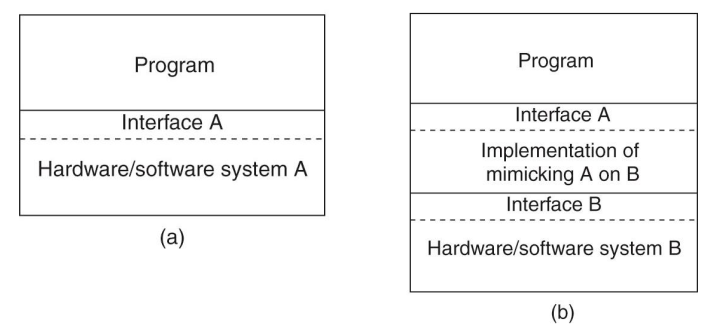 Program
Interface A
Hardware/software system A
(a)
Program
Interface A
Implementation of
mimicking A on B
Interface B
Hardware/software system B
(b)